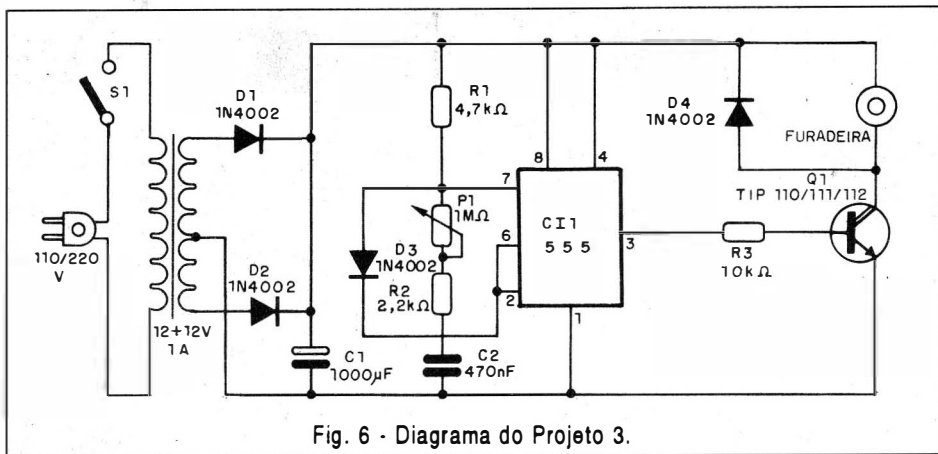 S1
110/220
V
12+12V
1A
D1
1N4002
D2
1N4002
C1
1000µF
R1
4,7kΩ
P1
1MΩ
D3
1N4002
R2
2,2kΩ
C2
470nF
8
4
7
6
2
3
1
CI1
555
R3
10kΩ
D4
1N4002
FURADEIRA
Q1
TIP 110/111/112
Fig. 6 - Diagrama do Projeto 3.